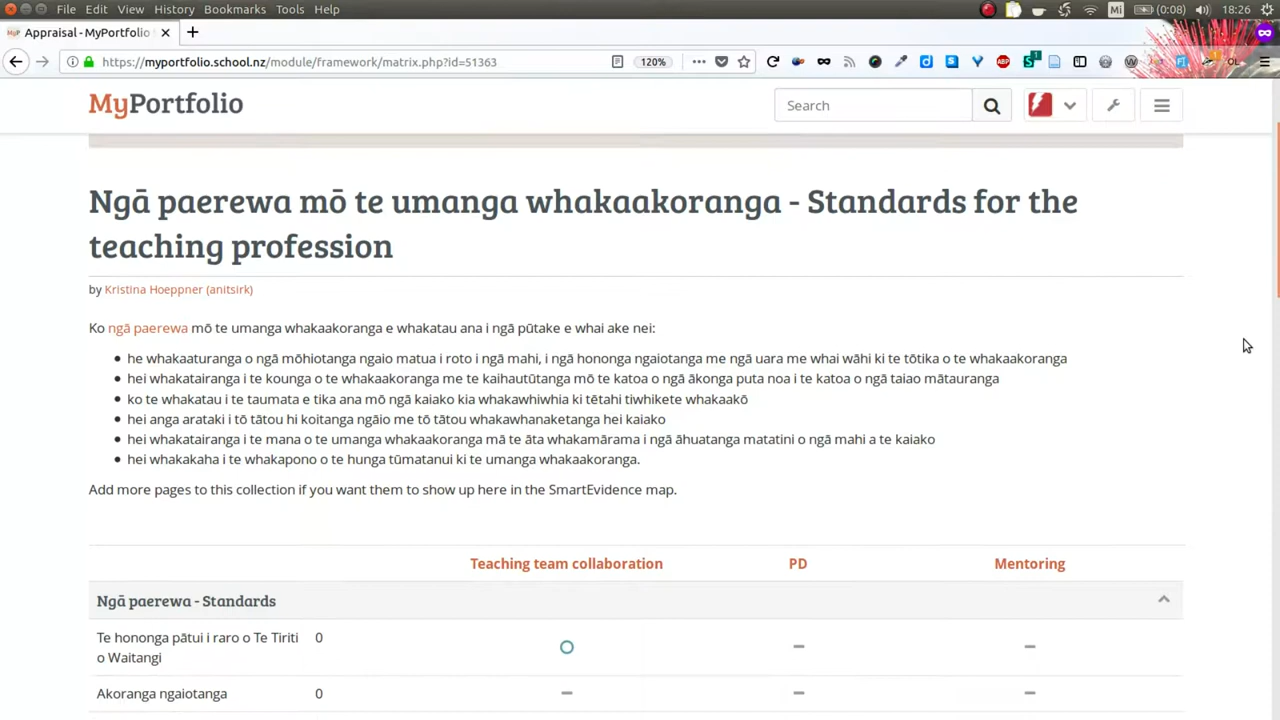 File Edit View History Bookmarks Tools Help
Mi (0:08) 18:26
MyP Appraisal - MyPortfolio
https://myportfolio.school.nz/module/framework/matrix.php?id=51363 120%
MyPortfolio
Search
Ngā paerewa mō te umanga whakaakoranga - Standards for the
teaching profession
by Kristina Hoeppner (anitsirk)
Ko ngā paerewa mō te umanga whakaakoranga e whakatau ana i ngā pūtake e whai ake nei:
he whakaaturanga o ngā mōhiotanga ngaio matua i roto i ngā mahi, i ngā hononga ngaiotanga me ngā uara me whai wāhi ki te tōtika o te whakaakoranga
hei whakatairanga i te kounga o te whakaakoranga me te kaihautūtanga mō te katoa o ngā ākonga puta noa i te katoa o ngā taiao mātauranga
ko te whakatau i te taumata e tika ana mō ngā kaiako kia whakawhiwhia ki tētahi tiwhikete whakaakō
hei anga arataki i tō tātou hi koitanga ngāio me tō tātou whakawhanaketanga hei kaiako
hei whakatairanga i te mana o te umanga whakaakoranga mā te āta whakamārama i ngā āhuatanga matatini o ngā mahi a te kaiako
hei whakakaha i te whakapono o te hunga tūmatanui ki te umanga whakaakoranga.
Add more pages to this collection if you want them to show up here in the SmartEvidence map.
Teaching team collaboration PD Mentoring
Ngā paerewa - Standards
Te hononga pātui i raro o Te Tiriti 0
o Waitangi
Akoranga ngaiotanga 0